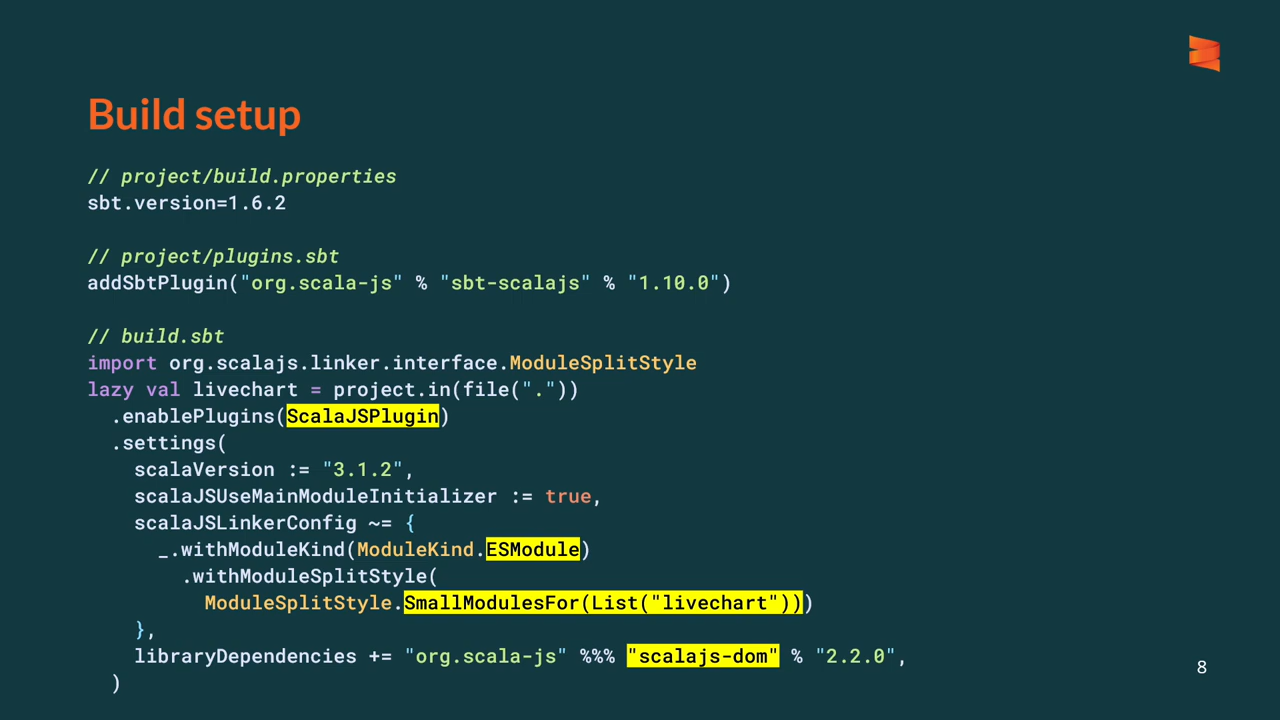 Build setup
// project/build.properties
sbt.version=1.6.2
// project/plugins.sbt
addSbtPlugin("org.scala-js" % "sbt-scalajs" % "1.10.0")
// build.sbt
import org.scalajs.linker.interface.ModuleSplitStyle
lazy val livechart = project.in(file("."))
  .enablePlugins(ScalaJSPlugin)
  .settings(
    scalaVersion := "3.1.2",
    scalaJSUseMainModuleInitializer := true,
    scalaJSLinkerConfig ~= {
      _.withModuleKind(ModuleKind.ESModule)
        .withModuleSplitStyle(
          ModuleSplitStyle.SmallModulesFor(List("livechart")))
    },
    libraryDependencies += "org.scala-js" %%% "scalajs-dom" % "2.2.0",
  )
8